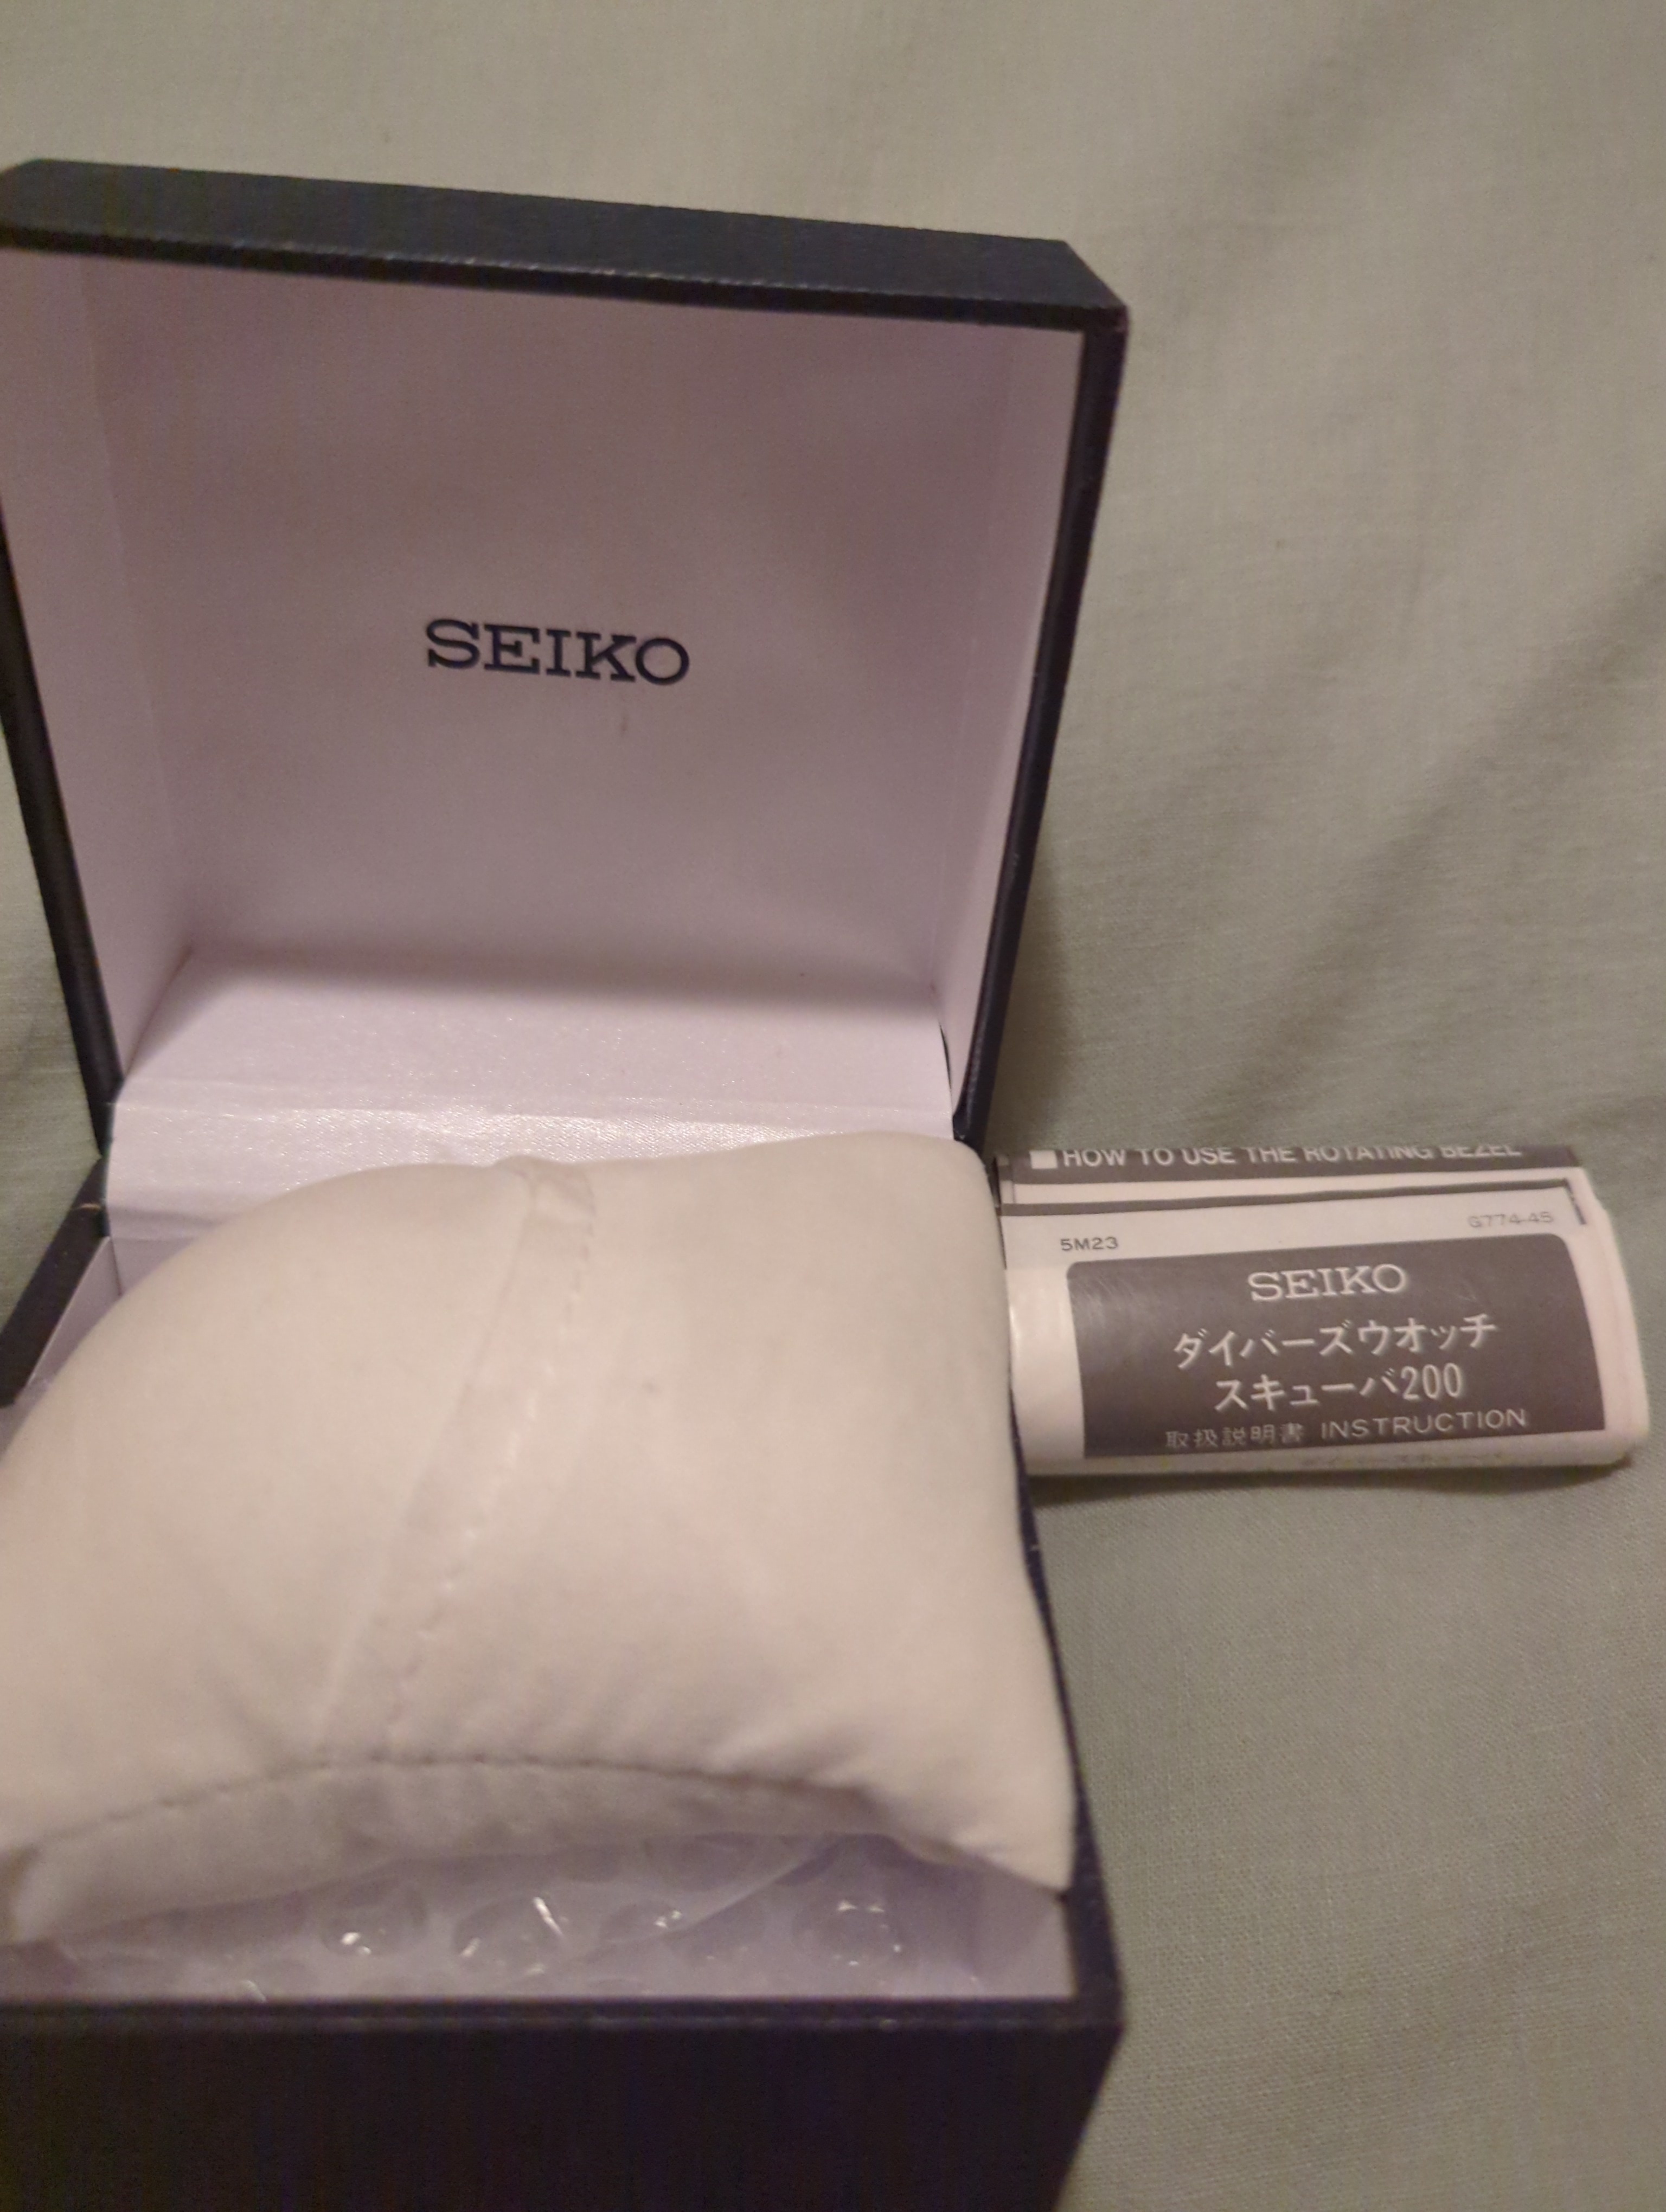 SEIKO
■HOW TO USE THE ROTATING BEZEL
G774-45
5M23
SEIKO
ダイバーズウオッチ
スキューバ200
取扱説明書 INSTRUCTION